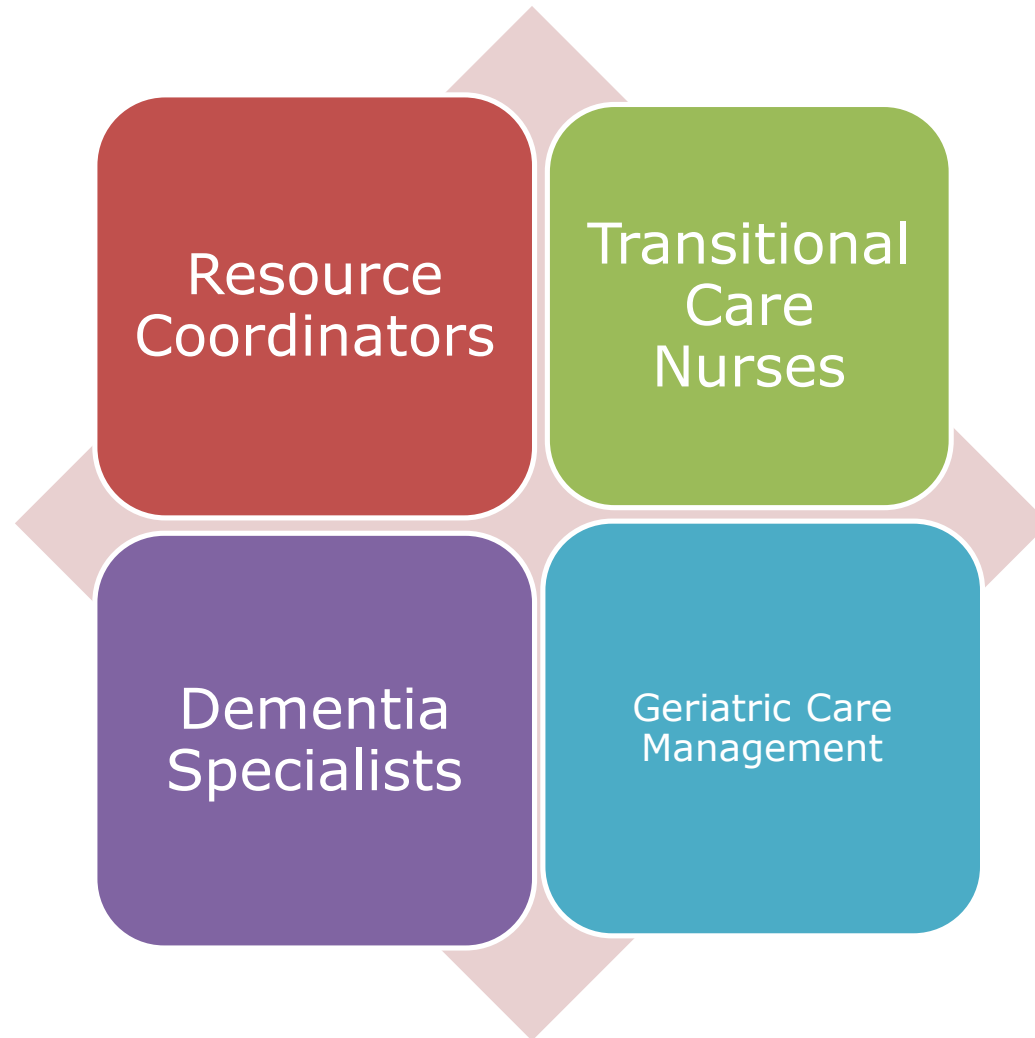 Resource
Coordinators
Transitional
Care
Nurses
Dementia
Specialists
Geriatric Care
Management